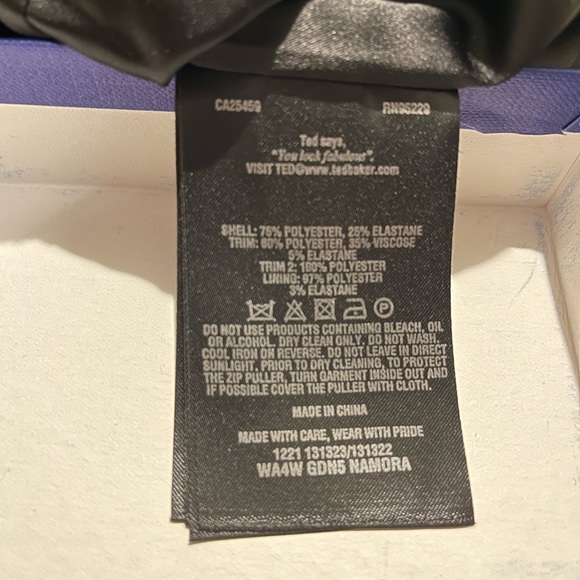 CA25459 RN95229
Ted says,
"You look fabulous".
VISIT TED@www.tedbaker.com
SHELL: 75% POLYESTER, 25% ELASTANE
TRIM: 60% POLYESTER, 35% VISCOSE
5% ELASTANE
TRIM 2: 100% POLYESTER
LINING: 97% POLYESTER
3% ELASTANE
P
DO NOT USE PRODUCTS CONTAINING BLEACH, OIL
OR ALCOHOL. DRY CLEAN ONLY. DO NOT WASH.
COOL IRON ON REVERSE. DO NOT LEAVE IN DIRECT
SUNLIGHT, PRIOR TO DRY CLEANING, TO PROTECT
THE ZIP PULLER, TURN GARMENT INSIDE OUT AND
IF POSSIBLE COVER THE PULLER WITH CLOTH.
MADE IN CHINA
MADE WITH CARE, WEAR WITH PRIDE
1221 131323/131322
WA4W GDN5 NAMORA